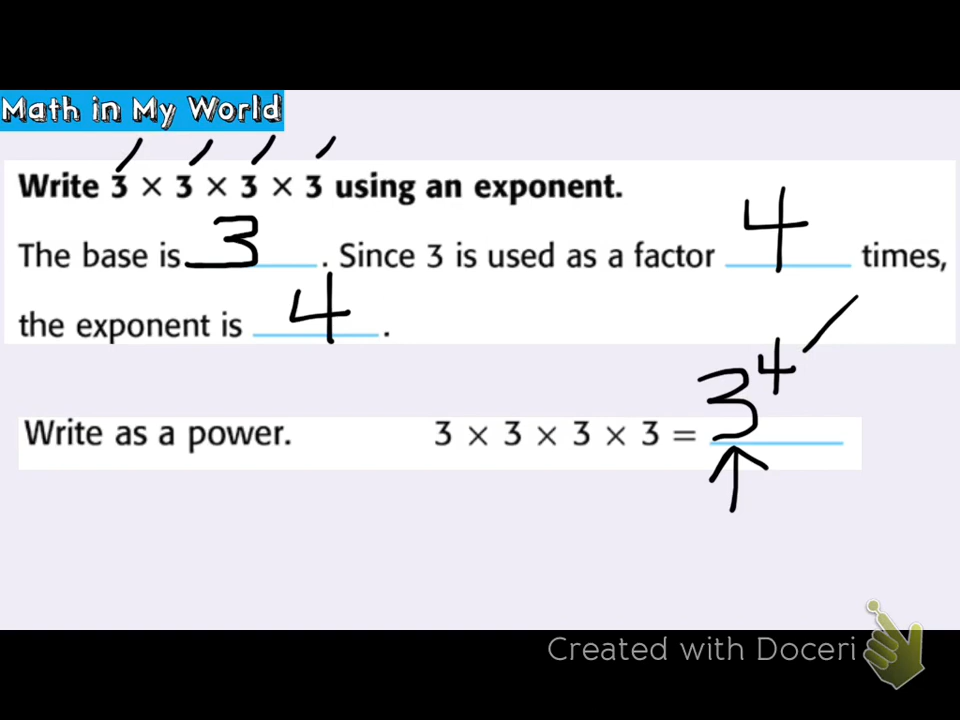 Math in My World
Write 3 × 3 × 3 × 3 using an exponent.
The base is 3. Since 3 is used as a factor 4 times,
the exponent is 4.
Write as a power. 3 × 3 × 3 × 3 = 3⁴
Created with Doceri